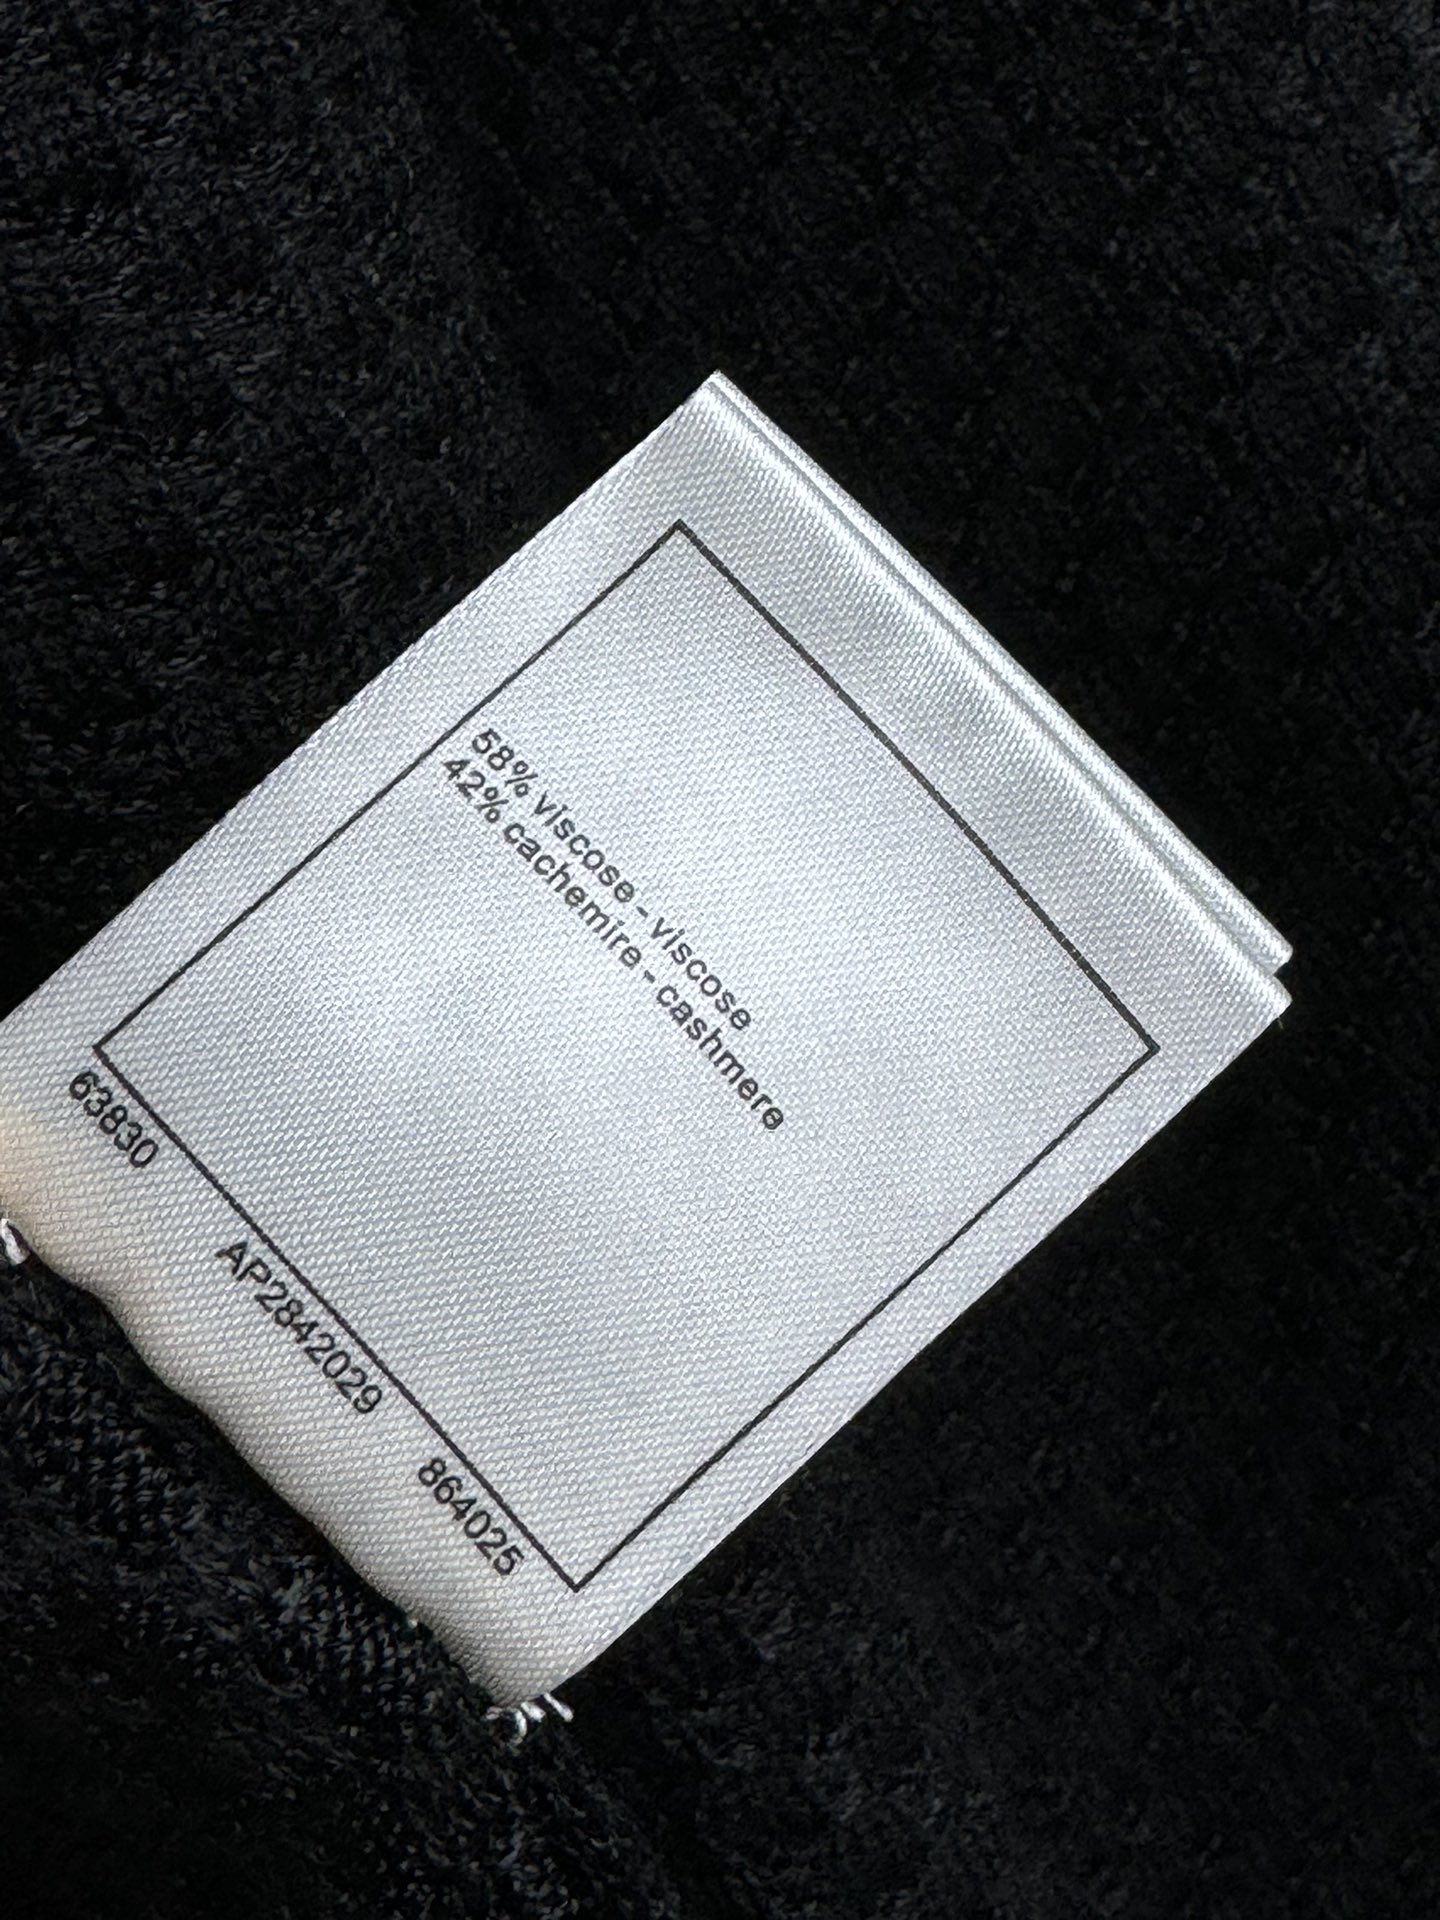 58% viscose - viscose
42% cachemire - cashmere
63830 AP2842029 864025